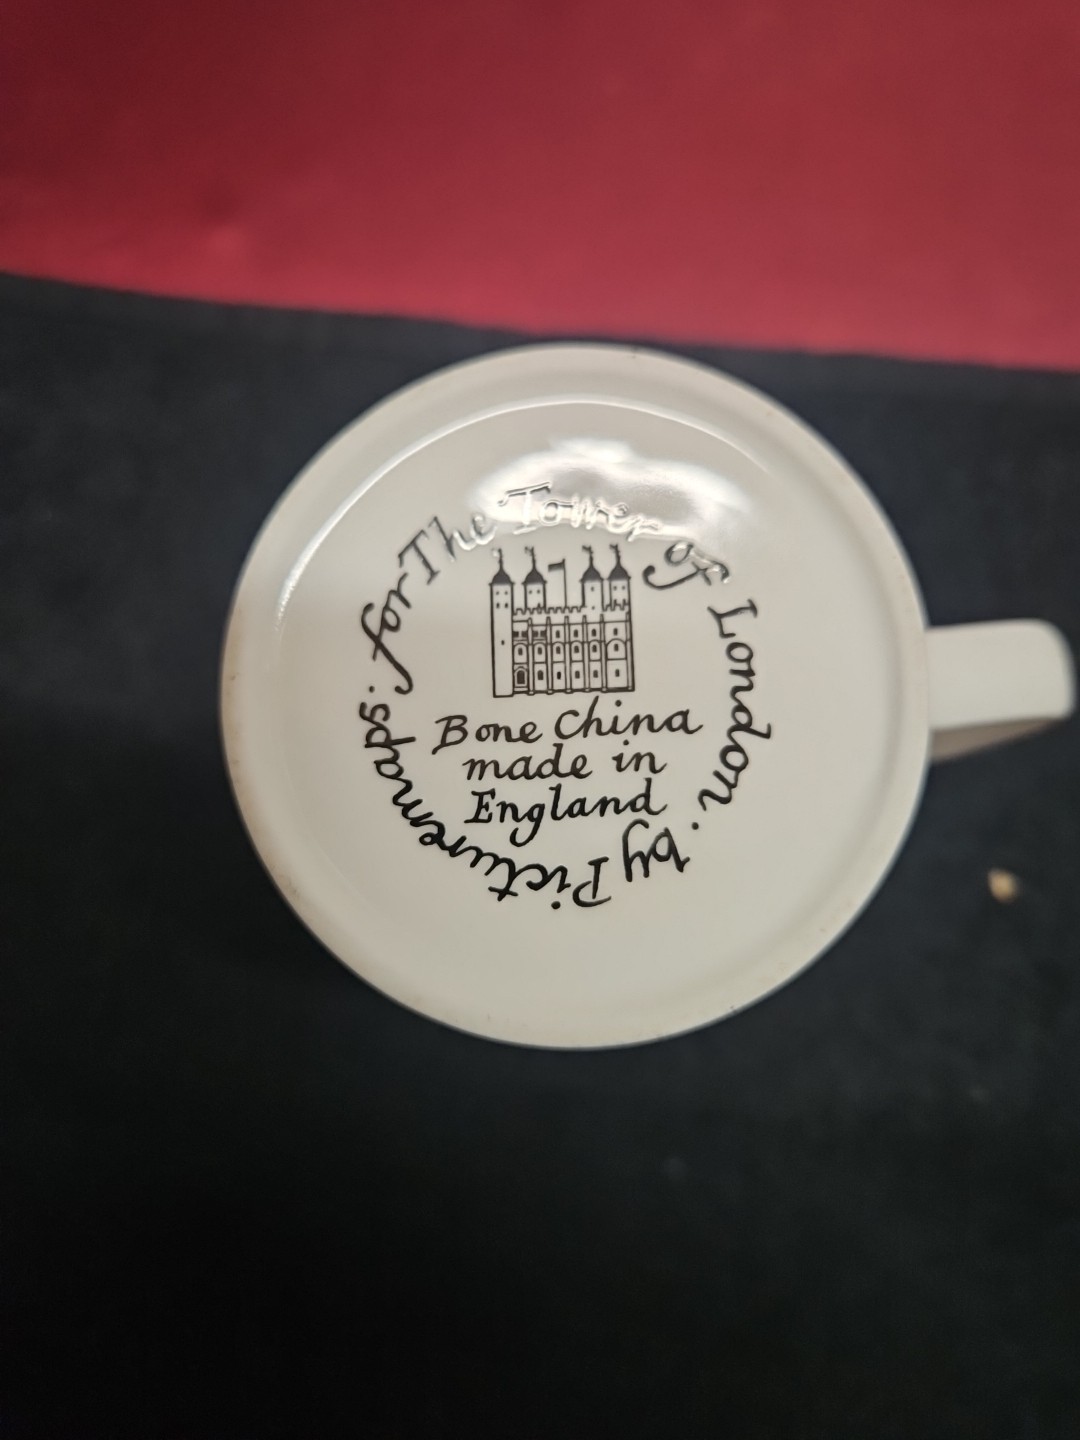 for The Tower of London. by Picturemaps.
Bone China
made in
England